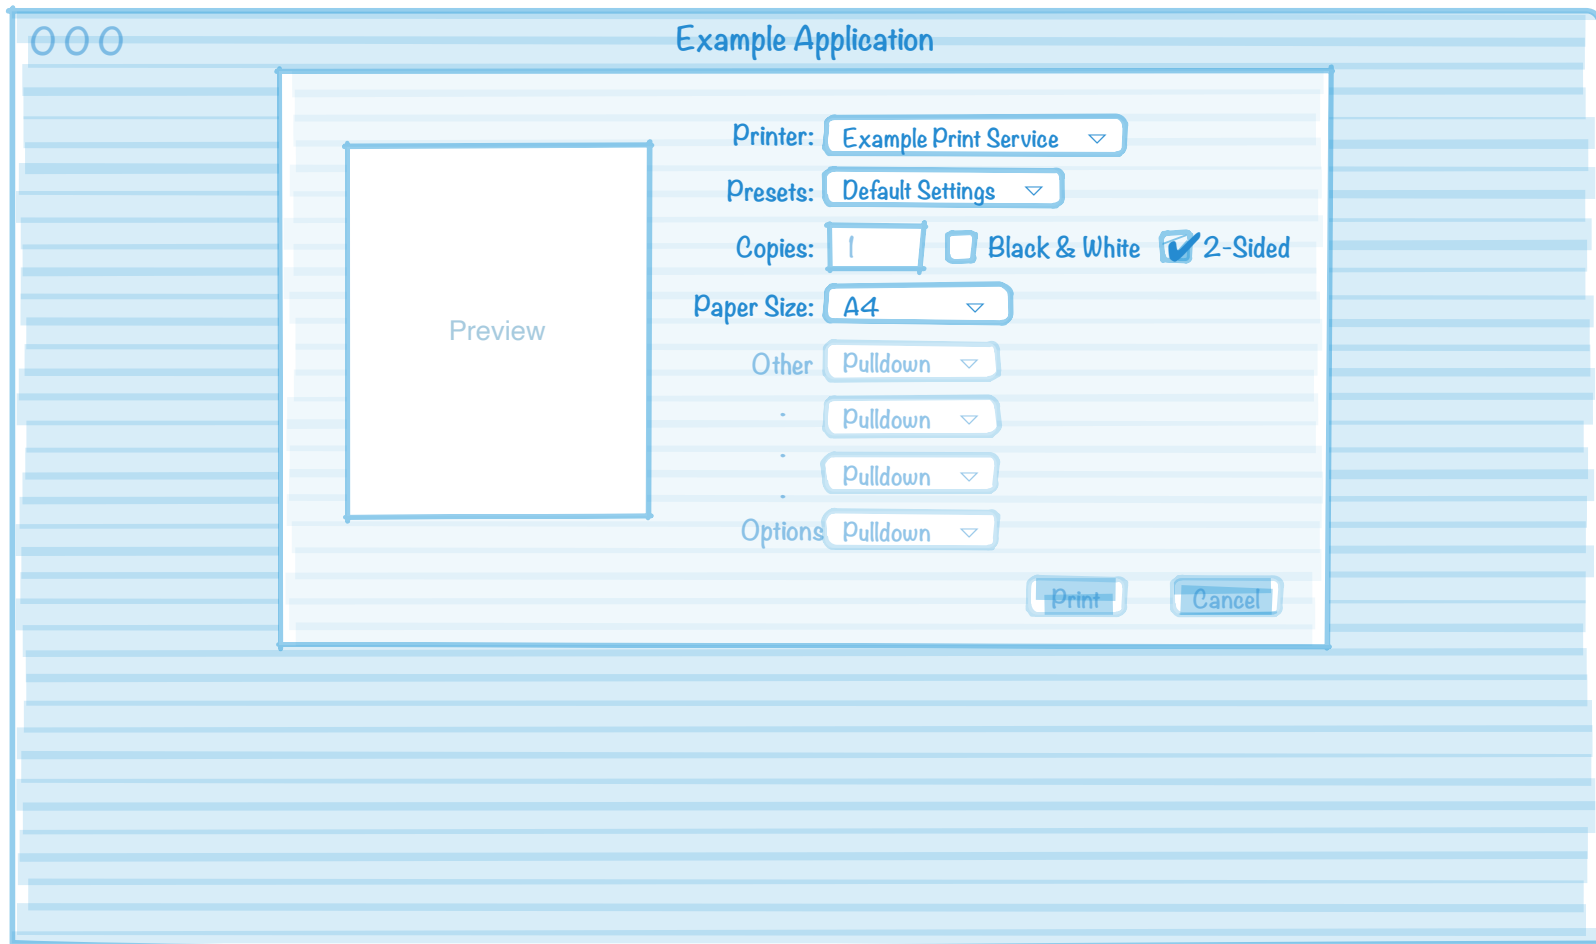 Example Application
Printer: Example Print Service
Presets: Default Settings
Copies: 1 Black & White 2-Sided
Paper Size: A4
Preview
Other Pulldown
. Pulldown
. Pulldown
.
Options Pulldown
Print Cancel